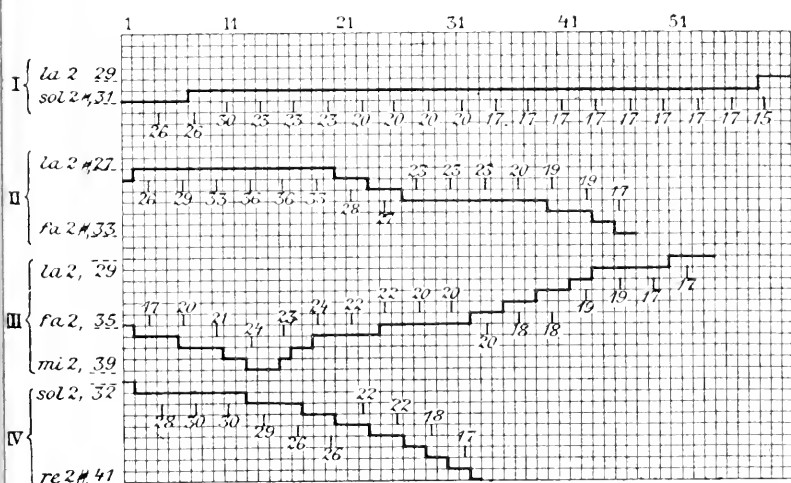 1 11 21 31 41 51
I { la 2 29
sol 2#, 31
26 26 30 23 23 23 20 20 20 20 17 17 17 17 17 17 17 17 15
II { la 2#, 27
23 23 23 20 19 19 17
26 29 33 36 36 33 28 27
fa 2#, 33
III { la 2, 29
17 20 21 24 23 24 22 22 20 20
fa 2, 35
20 18 18 19 19 17 17
mi 2, 39
IV { sol 2, 32
22 22 18 17
28 30 30 29 26 26
re 2#, 41